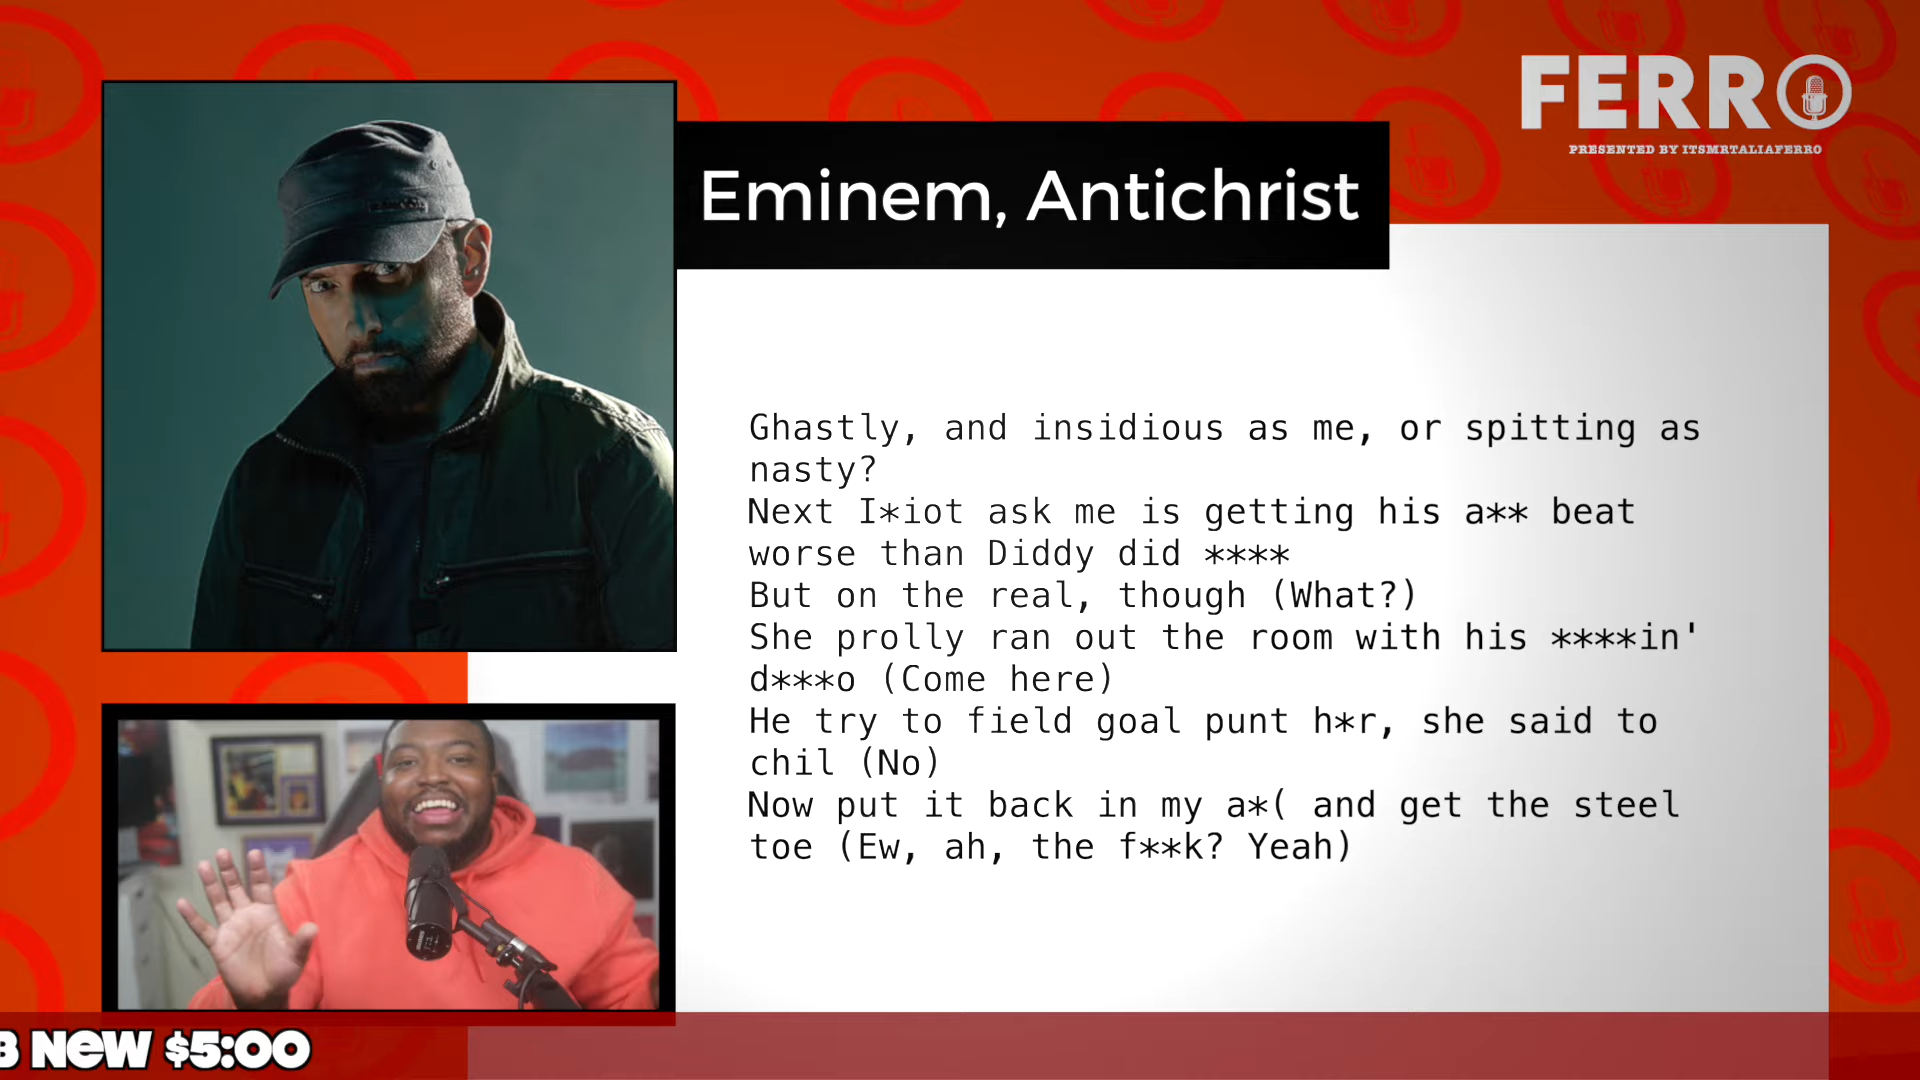 FERRO
PRESENTED BY ITSMRTALIAFERRO
Eminem, Antichrist
Ghastly, and insidious as me, or spitting as
nasty?
Next I*iot ask me is getting his a** beat
worse than Diddy did ****
But on the real, though (What?)
She prolly ran out the room with his ****in'
d***o (Come here)
He try to field goal punt h*r, she said to
chil (No)
Now put it back in my a*( and get the steel
toe (Ew, ah, the f**k? Yeah)
B NEW $5:00